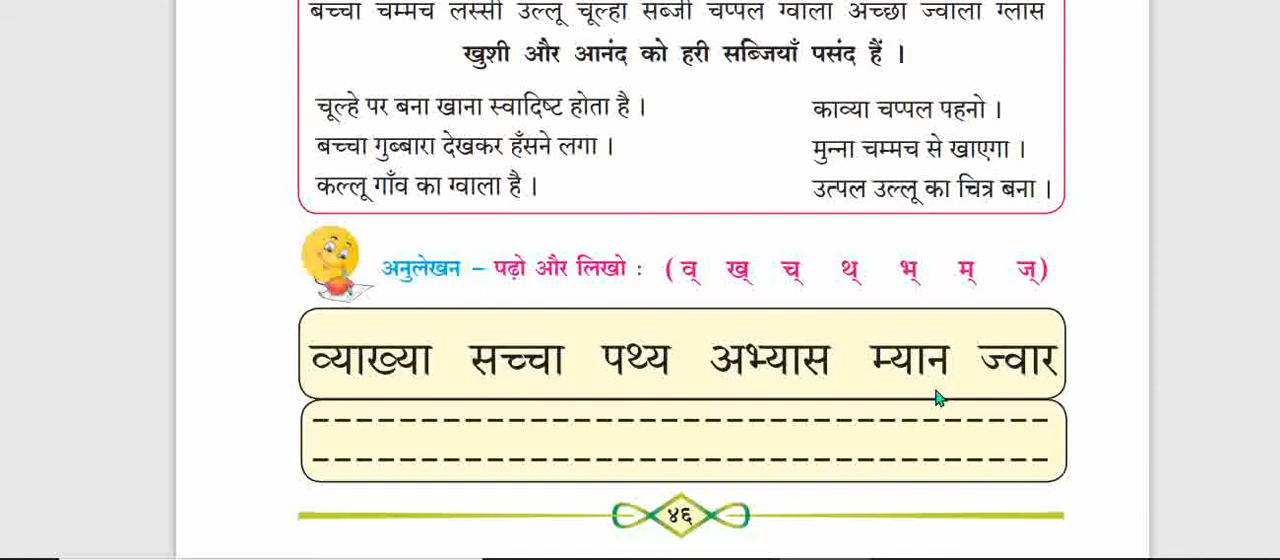 बच्चा चम्मच लस्सी उल्लू चूल्हा सब्जी चप्पल ग्वाला अच्छा ज्वाला ग्लास
खुशी और आनंद को हरी सब्जियाँ पसंद हैं ।
चूल्हे पर बना खाना स्वादिष्ट होता है ।
बच्चा गुब्बारा देखकर हँसने लगा ।
कल्लू गाँव का ग्वाला है ।
काव्या चप्पल पहनो ।
मुन्ना चम्मच से खाएगा ।
उत्पल उल्लू का चित्र बना ।
अनुलेखन – पढ़ो और लिखो : (व् ख् च् थ् भ् म् ज्)
व्याख्या सच्चा पथ्य अभ्यास म्यान ज्वार
४६